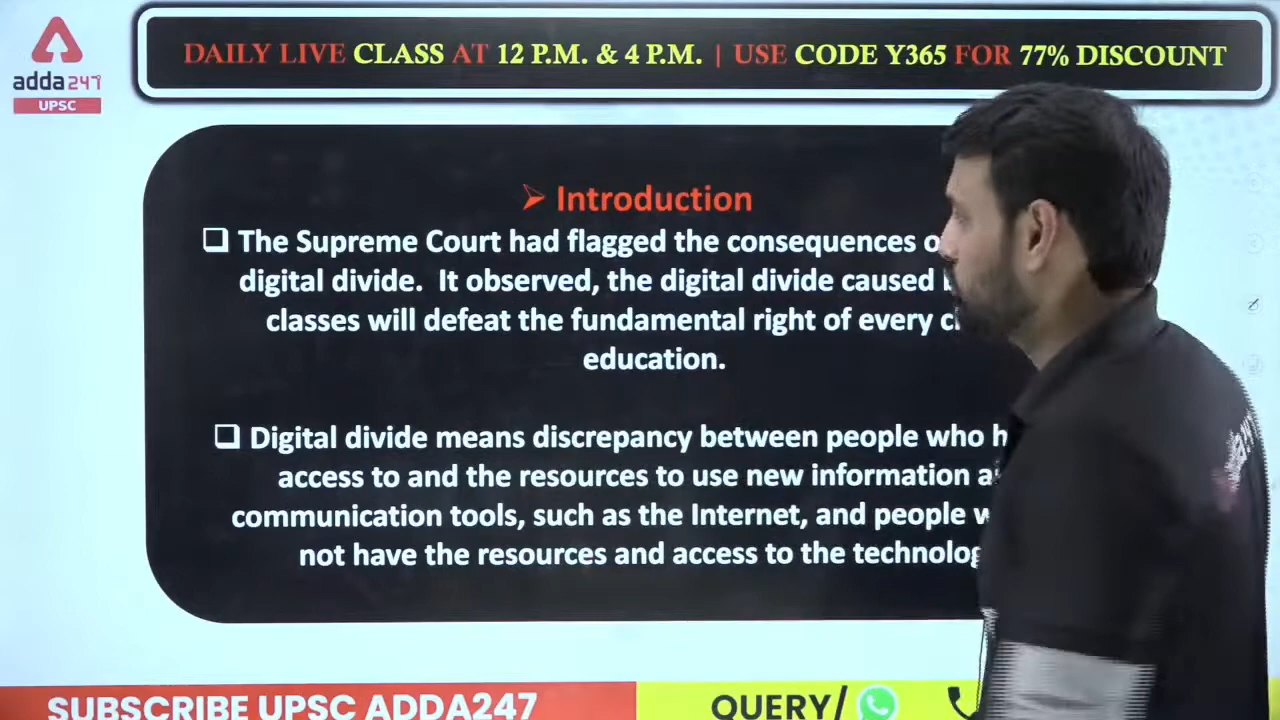 DAILY LIVE CLASS AT 12 P.M. & 4 P.M. | USE CODE Y365 FOR 77% DISCOUNT
adda247
UPSC
Introduction
The Supreme Court had flagged the consequences
digital divide. It observed, the digital divide caused
classes will defeat the fundamental right of every
education.
Digital divide means discrepancy between people who
access to and the resources to use new information
communication tools, such as the Internet, and people
not have the resources and access to the
SUBSCRIBE UPSC ADDA247
QUERY/